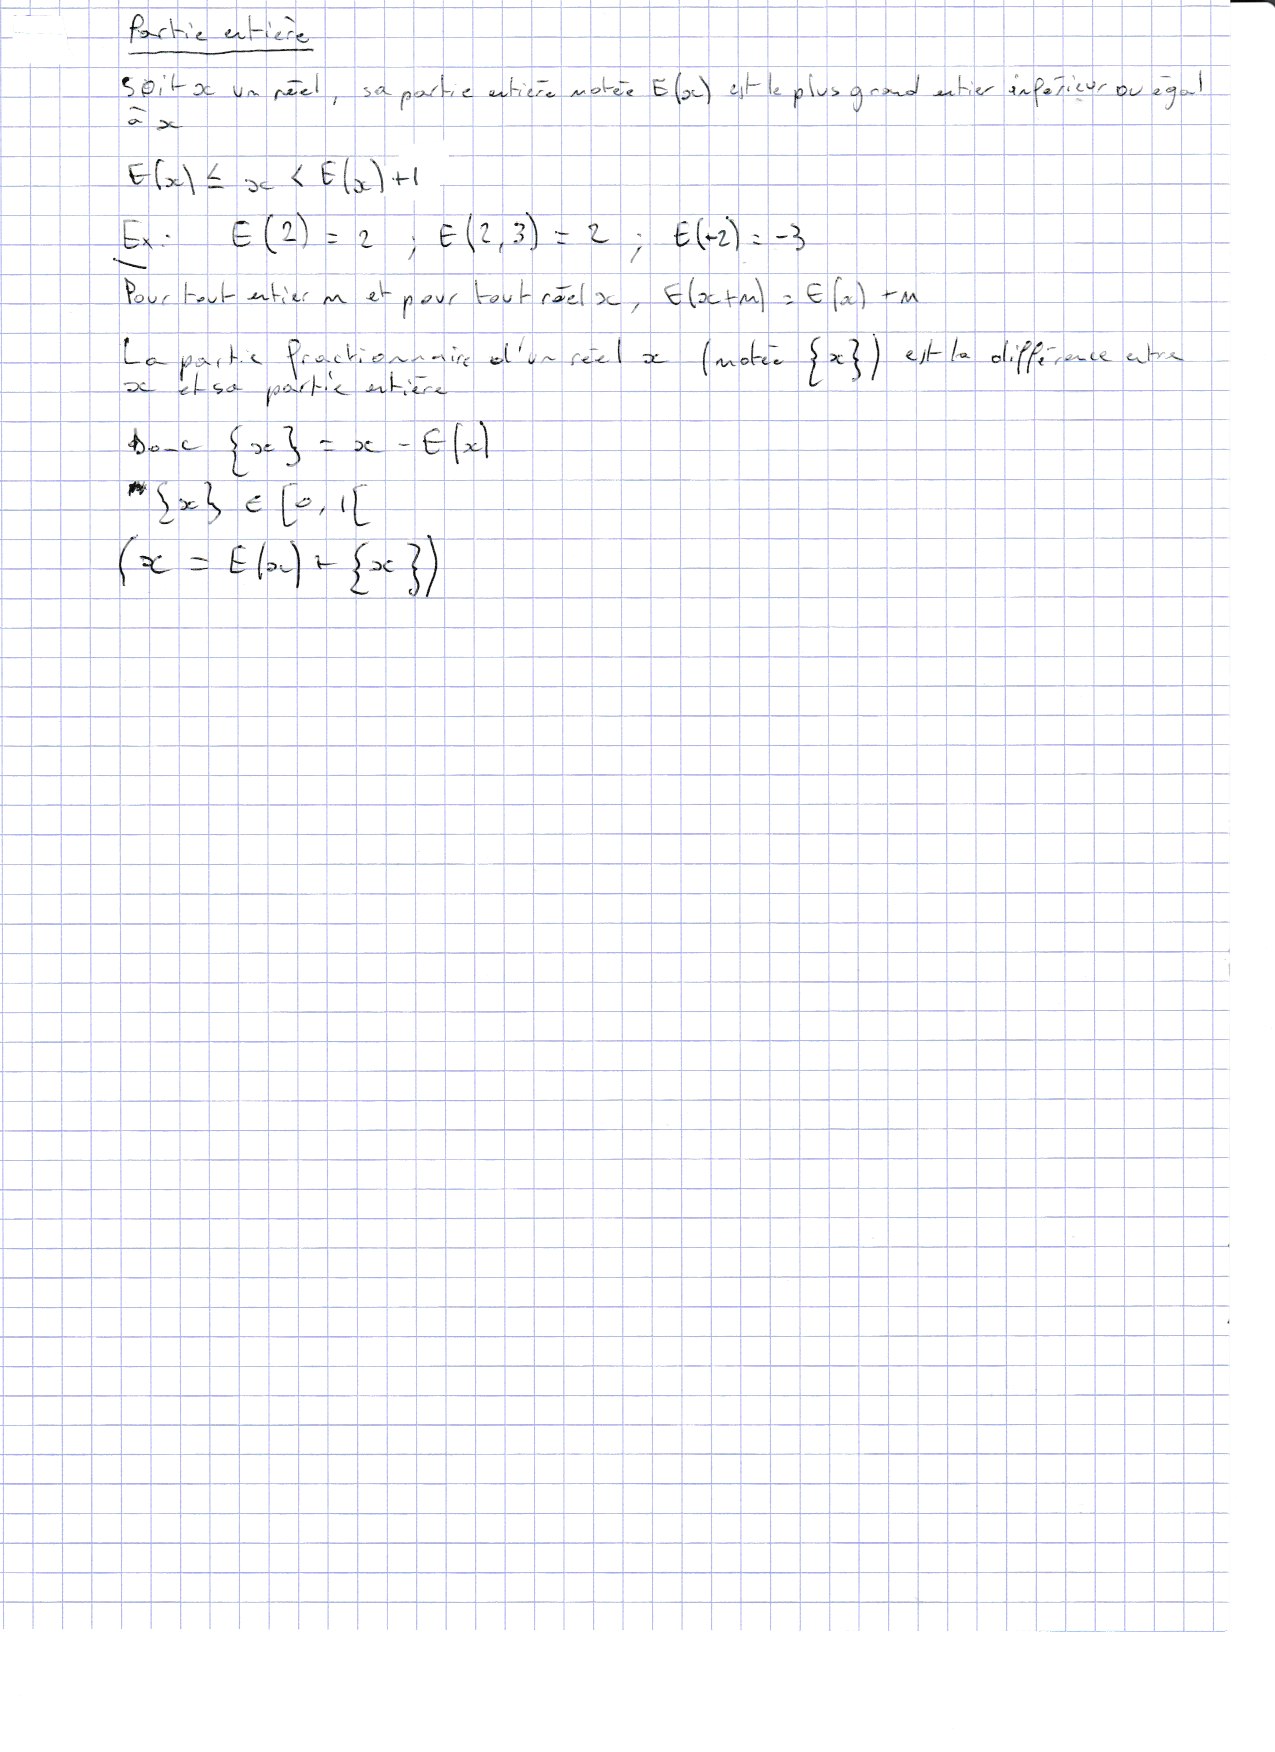 Partie entière
Soit x un réel, sa partie entière notée E(x) est le plus grand entier inférieur ou égal
à x
E(x) ≤ x < E(x)+1
Ex: E(2) = 2 ; E(2,3) = 2 ; E(-2) = -3
Pour tout entier n et pour tout réel x, E(x+n) = E(x) + n
La partie fractionnaire d'un réel x (notée {x}) est la différence entre
x et sa partie entière
Donc {x} = x - E(x)
" {x} ∈ [0, 1[
(x = E(x) + {x})